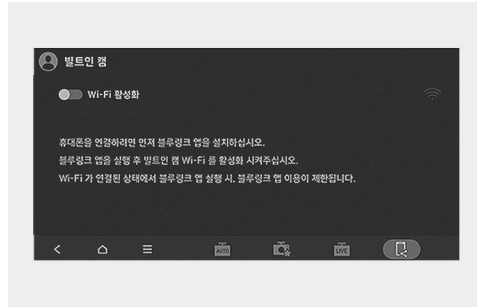 빌트인 캠
Wi-Fi 활성화
휴대폰을 연결하려면 먼저 블루링크 앱을 설치하십시오.
블루링크 앱을 실행 후 빌트인 캠 Wi-Fi 를 활성화 시켜주십시오.
Wi-Fi 가 연결된 상태에서 블루링크 앱 실행 시, 블루링크 앱 이용이 제한됩니다.
AUTO
LIVE